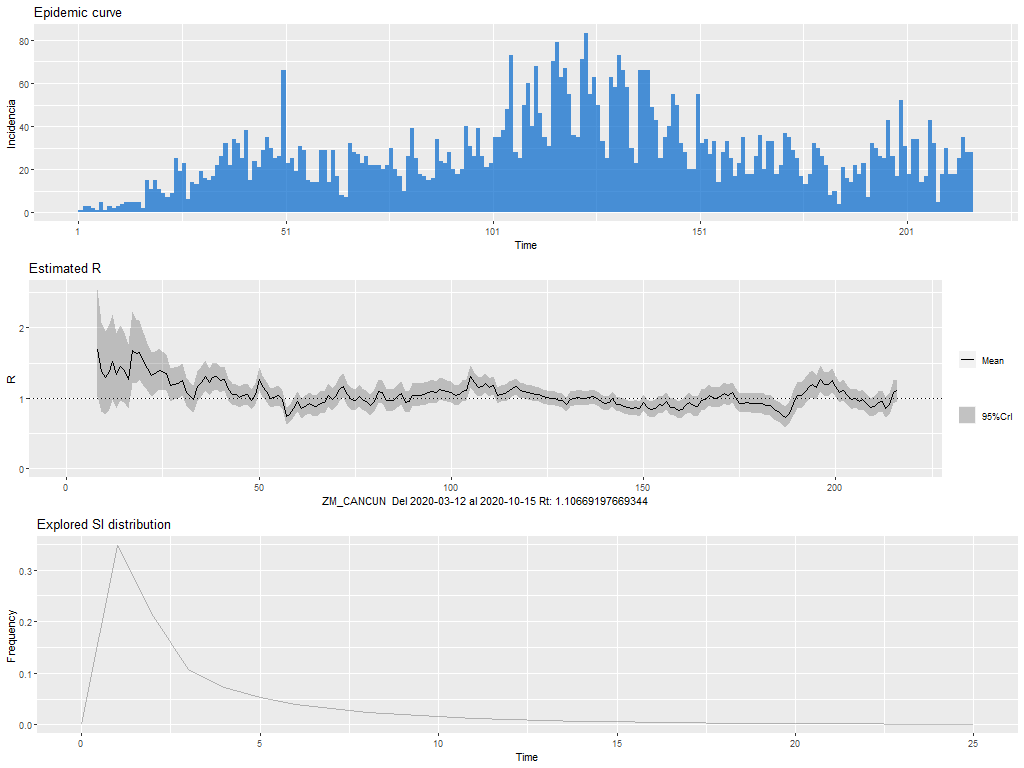 Epidemic curve
80
60
40
20
0
Incidencia
1
51
101
151
201
Time
Estimated R
2
1
0
R
0
50
100
150
200
ZM_CANCUN Del 2020-03-12 al 2020-10-15 Rt: 1.10669197669344
Mean
95%CrI
Explored SI distribution
0.3
0.2
0.1
0.0
Frequency
0
5
10
15
20
25
Time